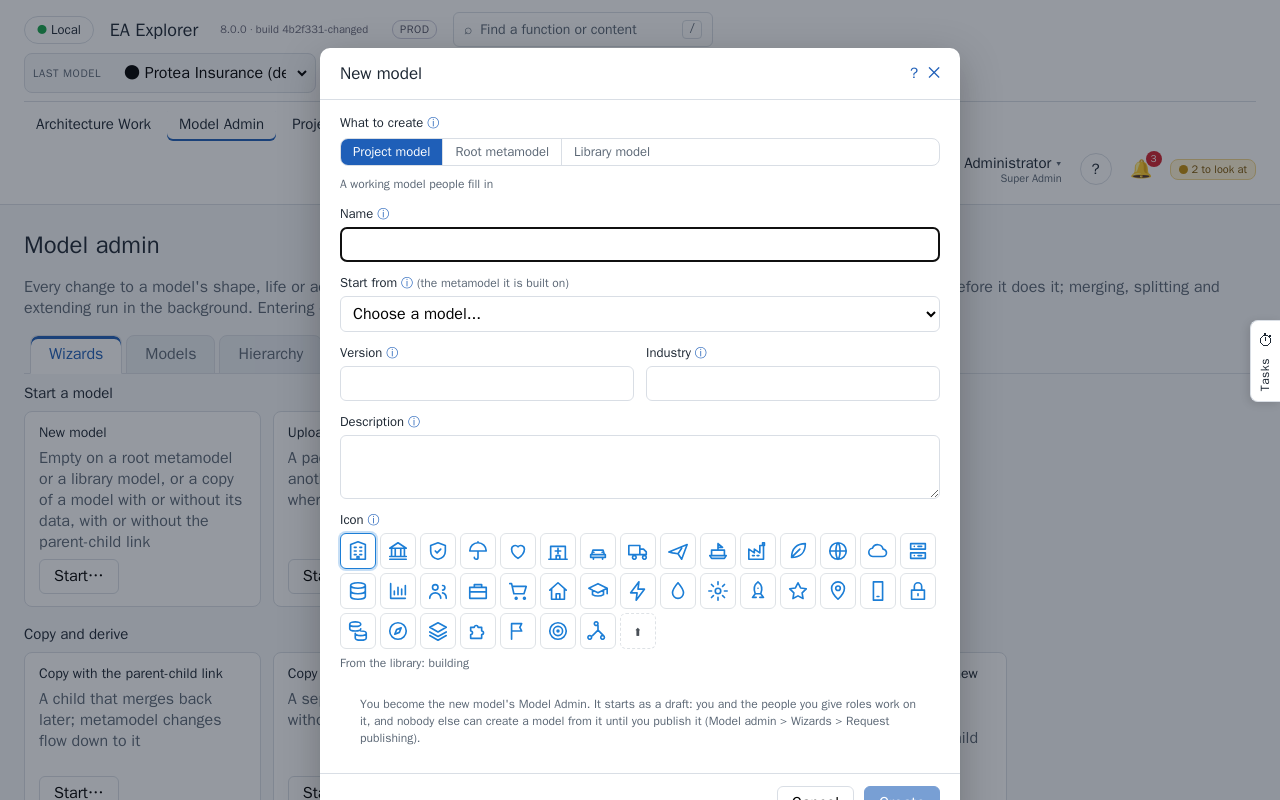 Local
EA Explorer
8.0.0 · build 4b2f331-changed
PROD
Find a function or content
/
LAST MODEL
Protea Insurance (de
Architecture Work
Model Admin
Administrator
Super Admin
?
3
2 to look at
Model admin
Every change to a model's shape, life or
efore it does it; merging, splitting and
extending run in the background. Entering
Wizards
Models
Hierarchy
Start a model
New model
Empty on a root metamodel
or a library model, or a copy
of a model with or without its
data, with or without the
parent-child link
Start...
A
Copy and derive
Copy with the parent-child link
A child that merges back
later; metamodel changes
flow down to it
Start...
Copy
ew
Tasks
New model
?
What to create
Project model
Root metamodel
Library model
A working model people fill in
Name
Start from (the metamodel it is built on)
Choose a model...
Version
Industry
Description
Icon
From the library: building
You become the new model's Model Admin. It starts as a draft: you and the people you give roles work on
it, and nobody else can create a model from it until you publish it (Model admin > Wizards > Request
publishing).
Cancel
Create